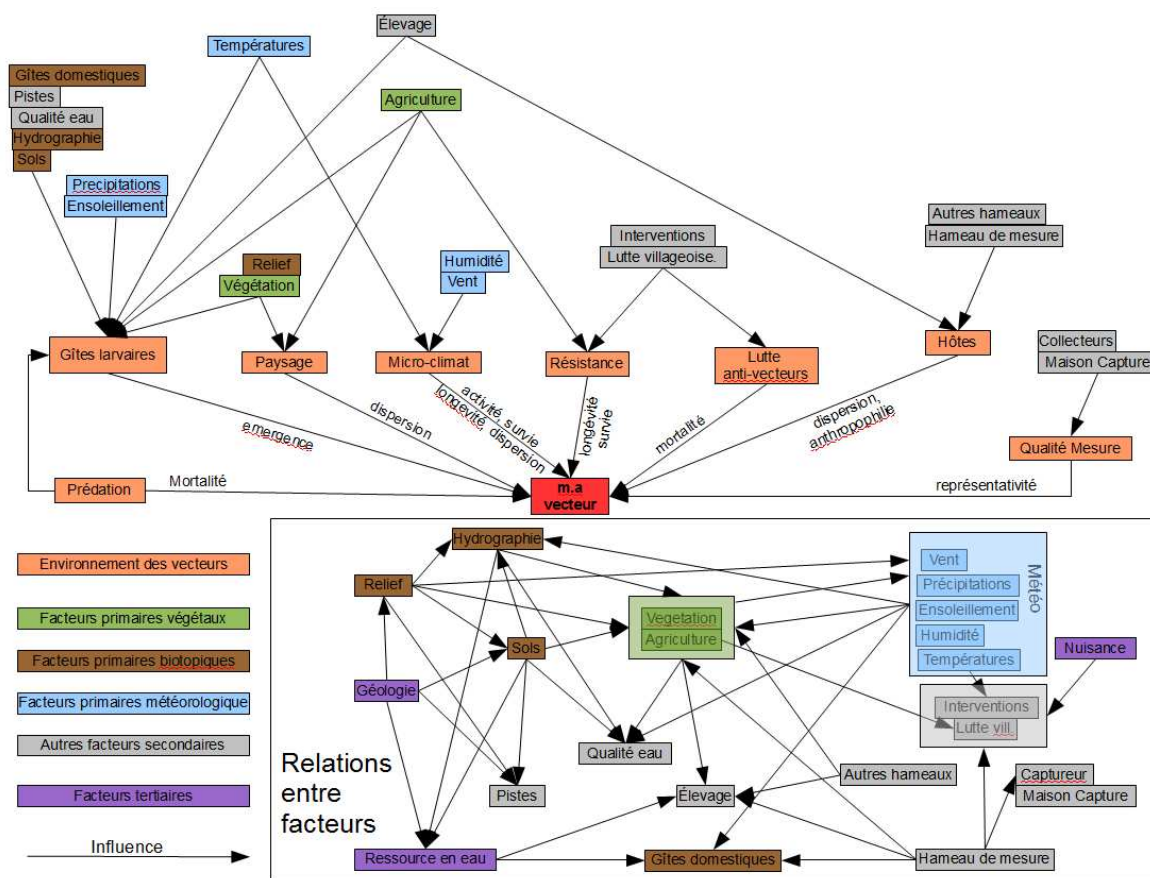 Élevage
Températures
Gîtes domestiques
Pistes
Qualité eau
Hydrographie
Sols
Agriculture
Precipitations
Ensoleillement
Relief
Végétation
Humidité
Vent
Interventions
Lutte villageoise.
Autres hameaux
Hameau de mesure
Gîtes larvaires
Paysage
Micro-climat
Résistance
Lutte
anti-vecteurs
Hôtes
Collecteurs
Maison Capture
emergence
dispersion
activité, suivie
longevité, dispersion
longévité
survie
mortalité
dispersion,
anthropophilie
Qualité Mesure
Prédation
Mortalité
m.a
vecteur
représentativité
Environnement des vecteurs
Facteurs primaires végétaux
Facteurs primaires biotopiques
Facteurs primaires météorologique
Autres facteurs secondaires
Facteurs tertiaires
Influence
Hydrographie
Relief
Sols
Géologie
Vegetation
Agriculture
Vent
Précipitations
Ensoleillement
Humidité
Températures
Météo
Nuisance
Interventions
Lutte vill.
Qualité eau
Pistes
Élevage
Autres hameaux
Captureur
Maison Capture
Relations
entre
facteurs
Ressource en eau
Gîtes domestiques
Hameau de mesure